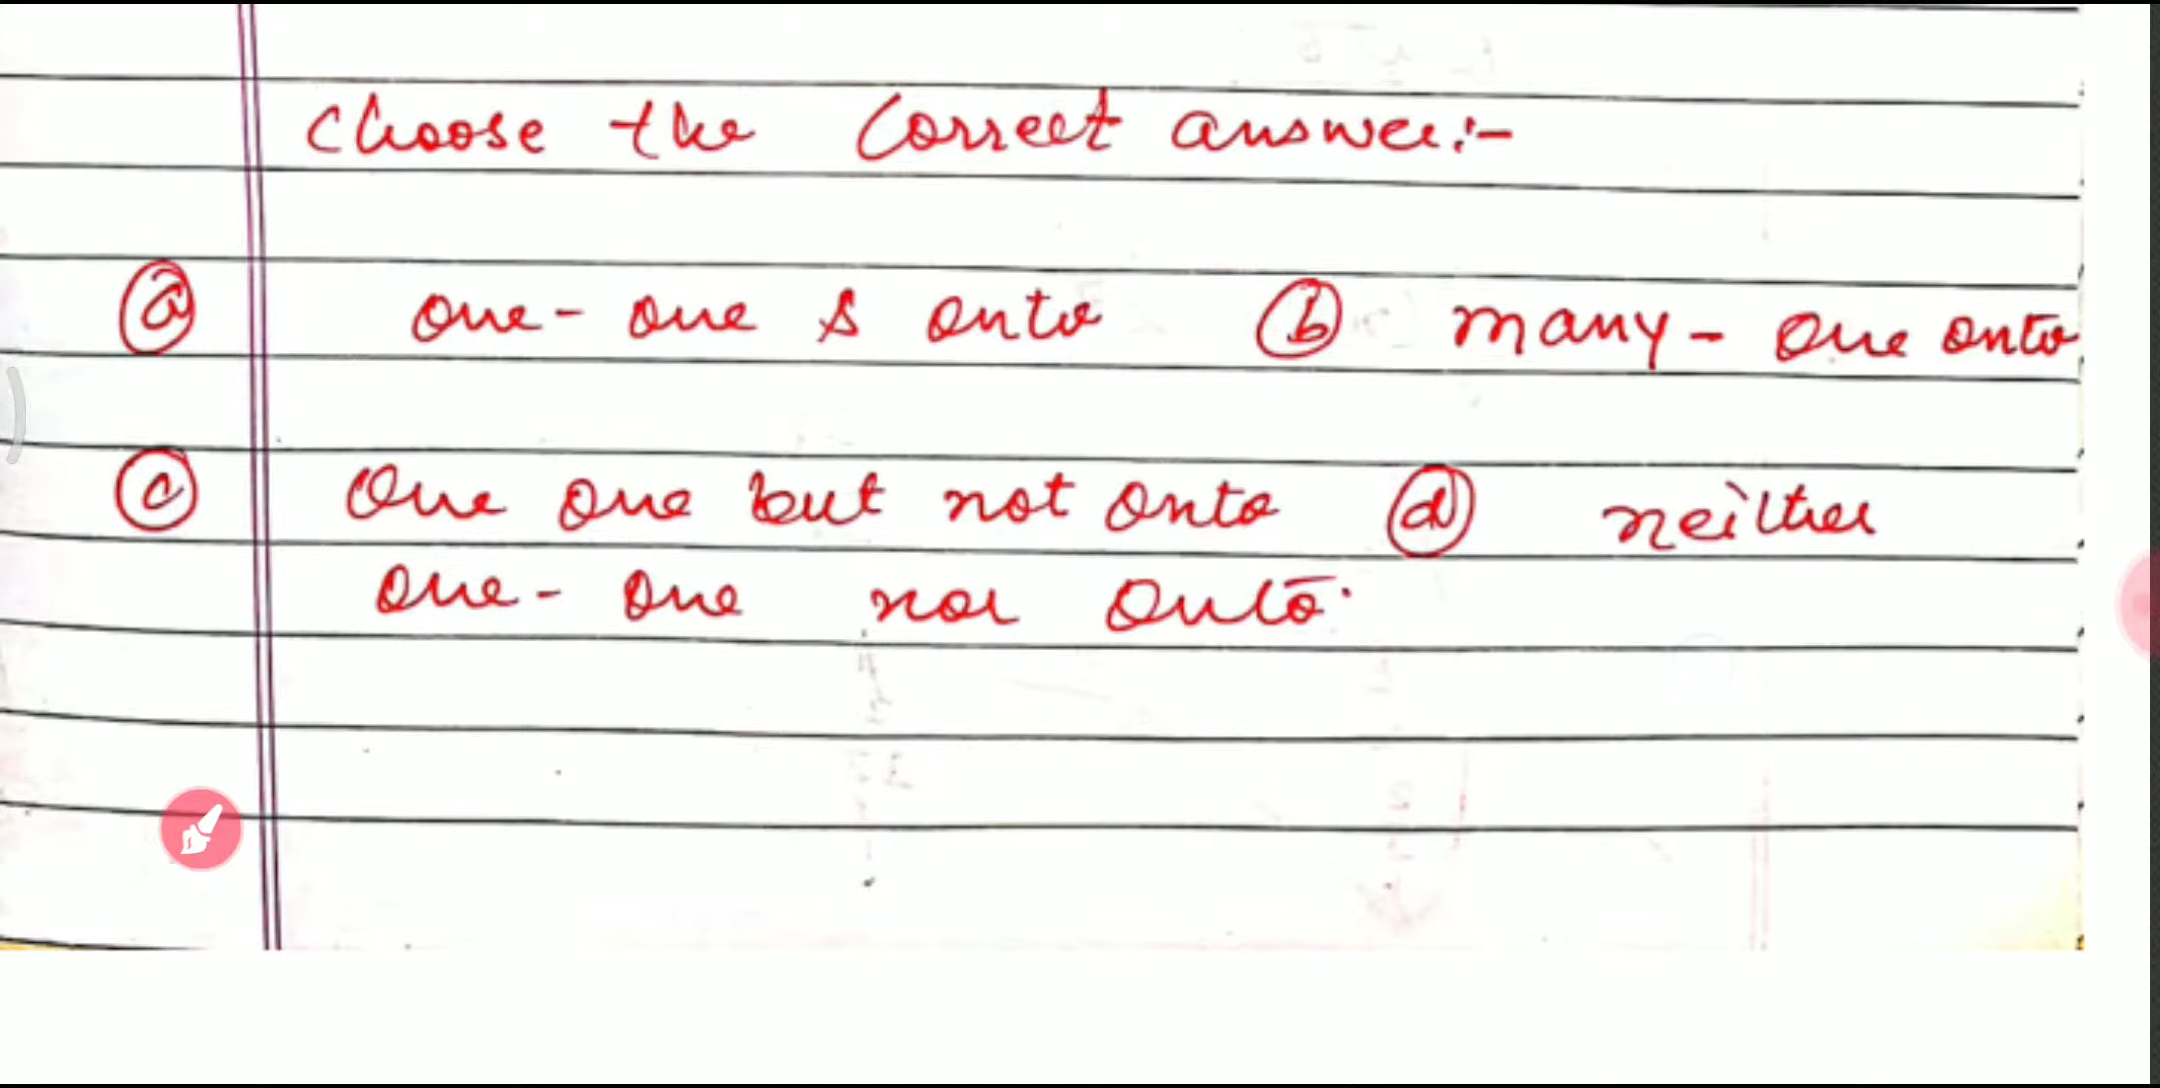 Choose the Correct answer:-
(a) one-one & onto (b) many-one onto
(c) One one but not onto (d) neither
one-one nor onto.